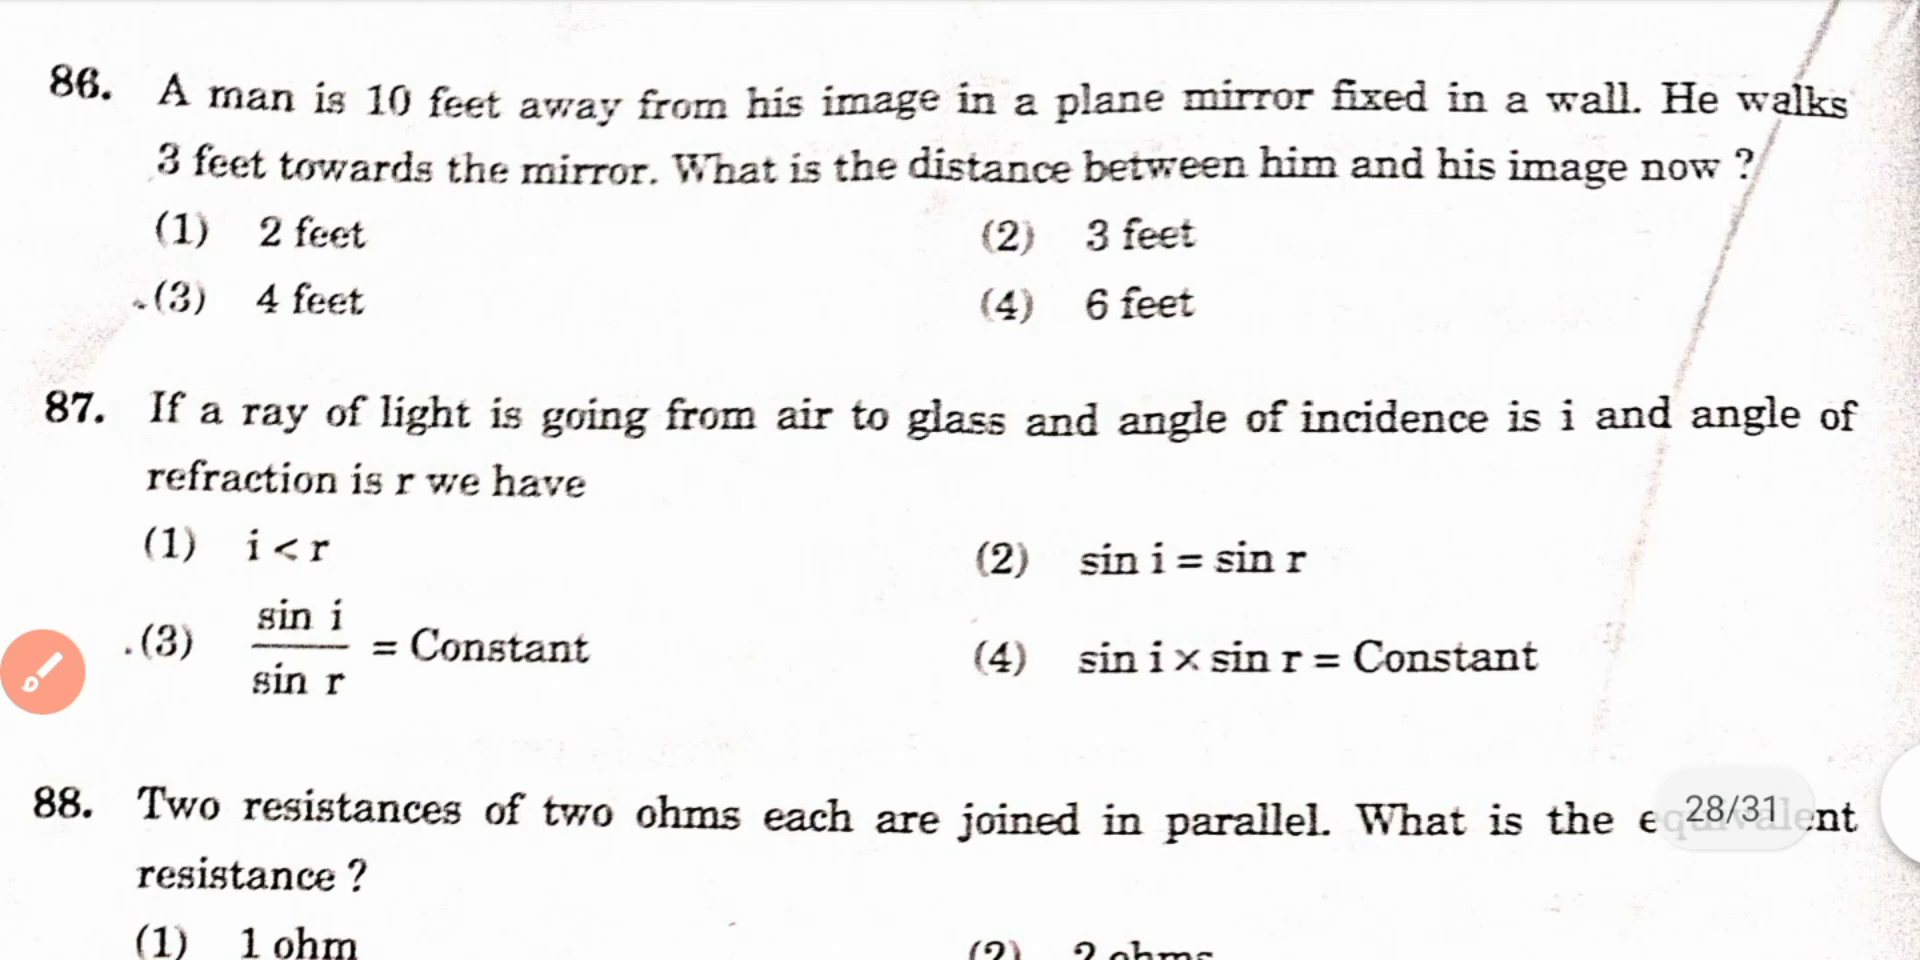 86. A man is 10 feet away from his image in a plane mirror fixed in a wall. He walks
3 feet towards the mirror. What is the distance between him and his image now ?
(1) 2 feet (2) 3 feet
(3) 4 feet (4) 6 feet
87. If a ray of light is going from air to glass and angle of incidence is i and angle of
refraction is r we have
(1) i < r (2) sin i = sin r
(3) sin i / sin r = Constant (4) sin i × sin r = Constant
88. Two resistances of two ohms each are joined in parallel. What is the equivalent
28/31
resistance ?
(1) 1 ohm (2) 2 ohms